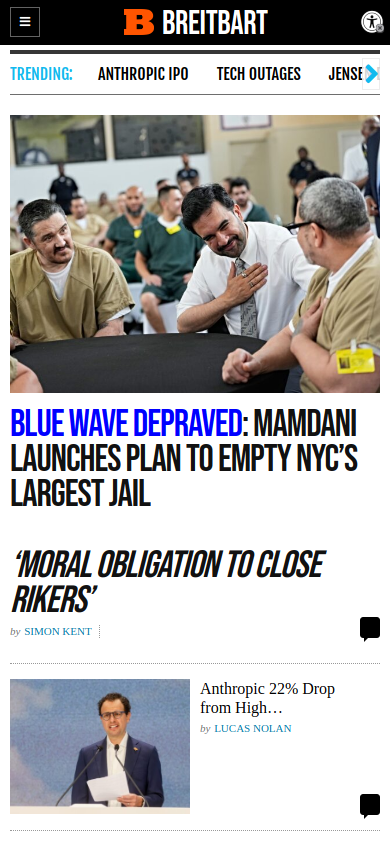 BREITBART
TRENDING:
ANTHROPIC IPO
TECH OUTAGES
JENSE
BLUE WAVE DEPRAVED: MAMDANI
LAUNCHES PLAN TO EMPTY NYC’S
LARGEST JAIL
‘MORAL OBLIGATION TO CLOSE
RIKERS’
by SIMON KENT
Anthropic 22% Drop
from High…
by LUCAS NOLAN